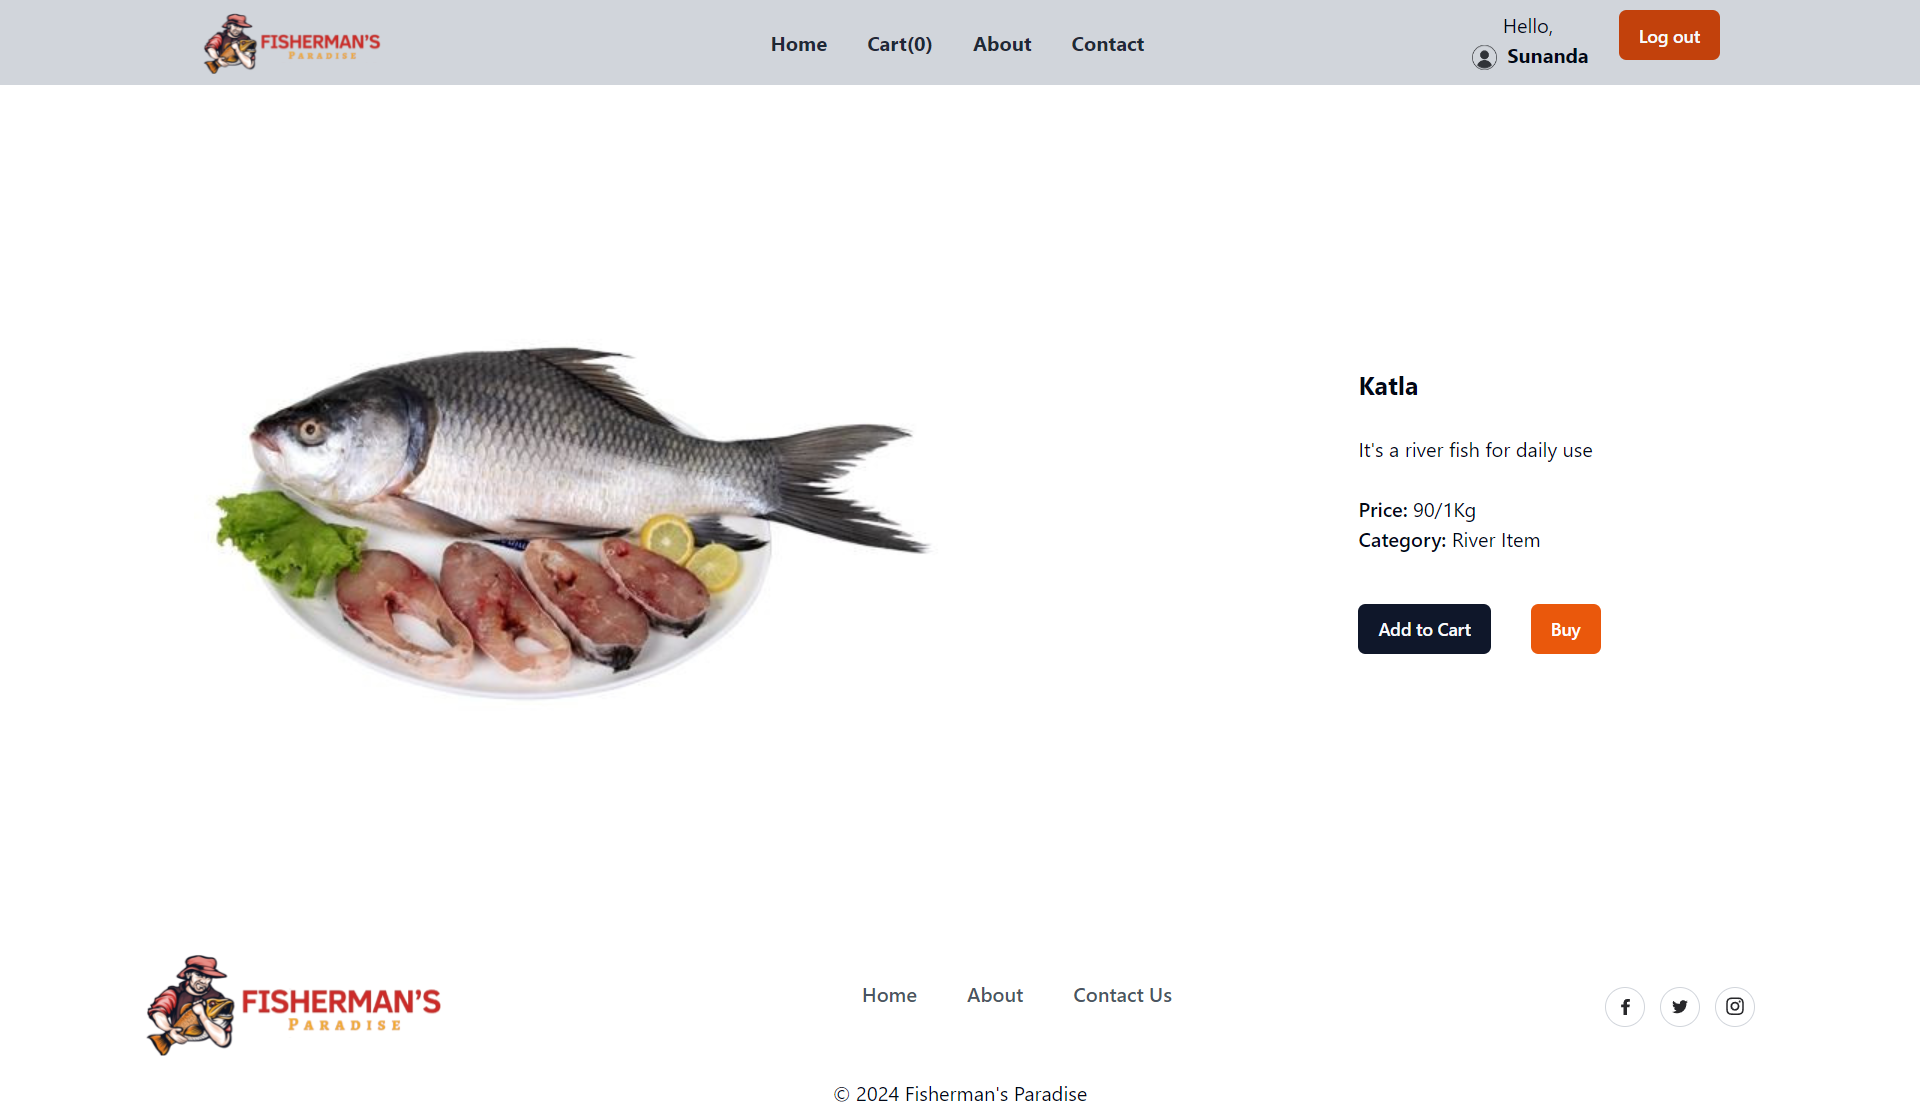 FISHERMAN'S
PARADISE
Home
Cart(0)
About
Contact
Hello,
Sunanda
Log out
Katla
It's a river fish for daily use
Price: 90/1Kg
Category: River Item
Add to Cart
Buy
FISHERMAN'S
PARADISE
Home
About
Contact Us
© 2024 Fisherman's Paradise